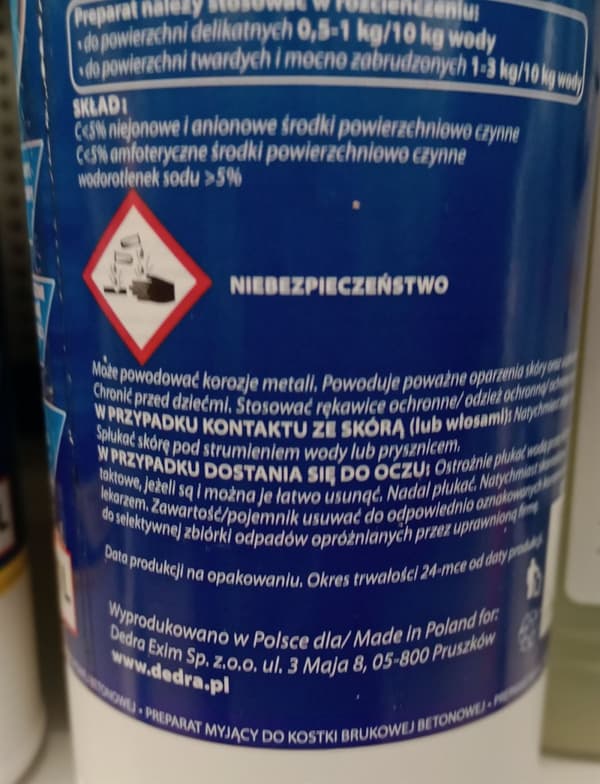 Preparat należy stosować w rozcieńczeniu:
• do powierzchni delikatnych 0,5-1 kg/10 kg wody
• do powierzchni twardych i mocno zabrudzonych 1-3 kg/10 kg wody
SKŁAD:
C<5% niejonowe i anionowe środki powierzchniowo czynne
C<5% amfoteryczne środki powierzchniowo czynne
wodorotlenek sodu >5%
NIEBEZPIECZEŃSTWO
Może powodować korozje metali. Powoduje poważne oparzenia skóry oraz
Chronić przed dziećmi. Stosować rękawice ochronne/ odzież ochronną/
W PRZYPADKU KONTAKTU ZE SKÓRĄ (lub włosami): Natychmiast
Spłukać skórę pod strumieniem wody lub prysznicem.
W PRZYPADKU DOSTANIA SIĘ DO OCZU: Ostrożnie płukać wodą
taktowe, jeżeli są i można je łatwo usunąć. Nadal płukać. Natychmiast
lekarzem. Zawartość/pojemnik usuwać do odpowiednio oznakowanych
do selektywnej zbiórki odpadów opróżnianych przez uprawnioną firmę.
Data produkcji na opakowaniu. Okres trwałości 24-mce od daty produkcji.
Wyprodukowano w Polsce dla/ Made in Poland for:
Dedra Exim Sp. z.o.o. ul. 3 Maja 8, 05-800 Pruszków
www.dedra.pl
BETONOWEJ • PREPARAT MYJĄCY DO KOSTKI BRUKOWEJ BETONOWEJ •